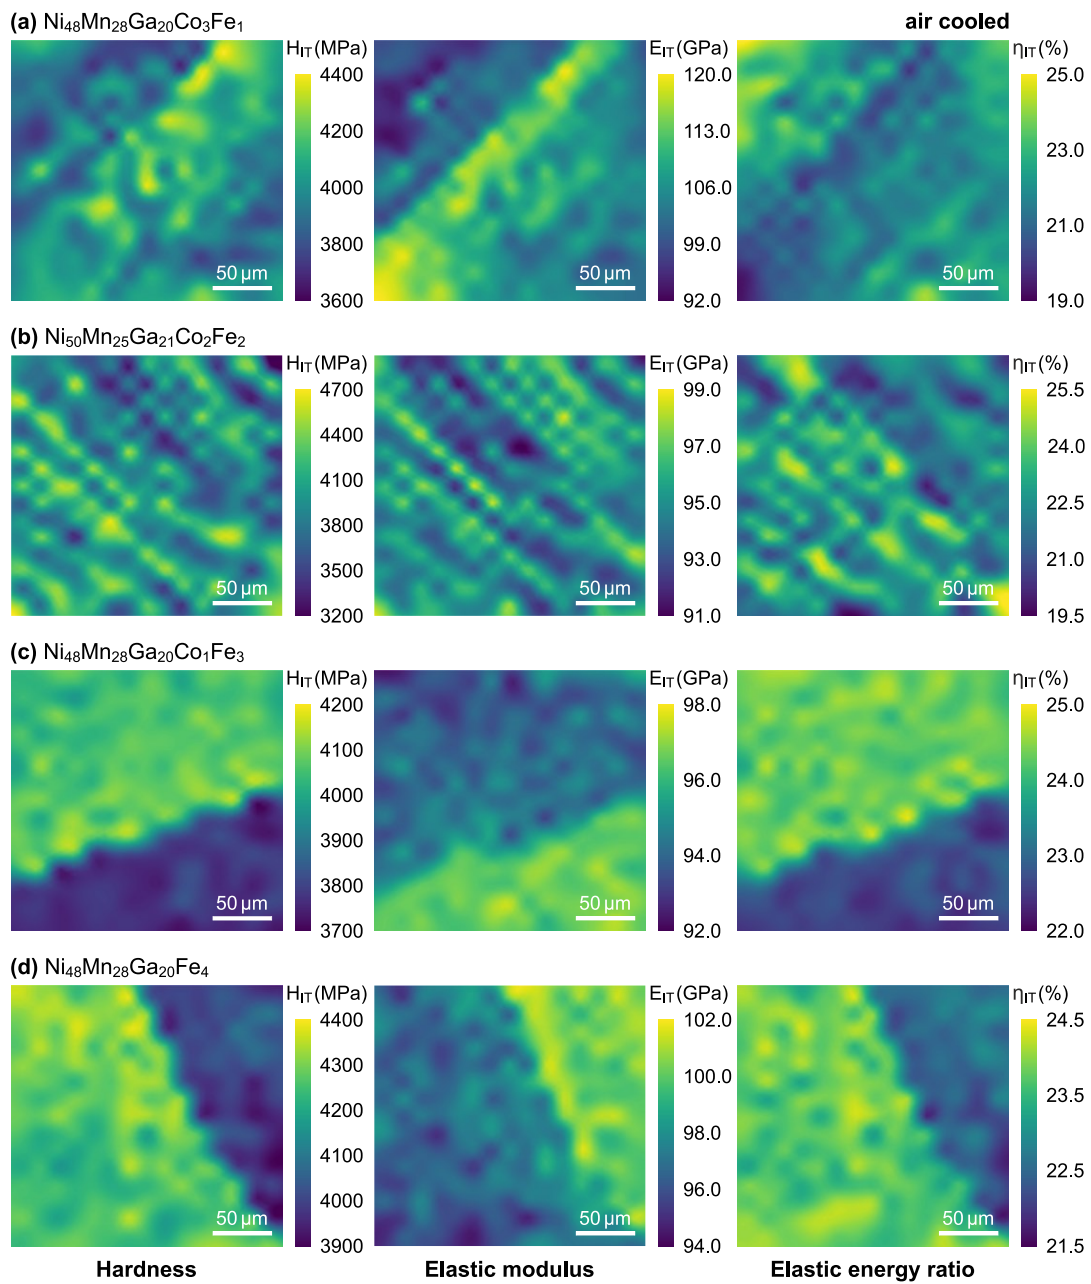 (a) Ni48Mn28Ga20Co3Fe1 air cooled
HIT(MPa) EIT(GPa) ηIT(%)
4400 120.0 25.0
4200 113.0 23.0
4000 106.0
3800 99.0 21.0
3600 92.0 19.0
50 µm 50 µm 50 µm
(b) Ni50Mn25Ga21Co2Fe2
HIT(MPa) EIT(GPa) ηIT(%)
4700 99.0 25.5
4400 97.0 24.0
4100 95.0 22.5
3800 93.0 21.0
3500
3200 91.0 19.5
50 µm 50 µm 50 µm
(c) Ni48Mn28Ga20Co1Fe3
HIT(MPa) EIT(GPa) ηIT(%)
4200 98.0 25.0
4100 96.0 24.0
4000
3900 94.0 23.0
3800
3700 92.0 22.0
50 µm 50 µm 50 µm
(d) Ni48Mn28Ga20Fe4
HIT(MPa) EIT(GPa) ηIT(%)
4400 102.0 24.5
4300 100.0 23.5
4200
4100 98.0 22.5
4000 96.0
3900 94.0 21.5
50 µm 50 µm 50 µm
Hardness Elastic modulus Elastic energy ratio